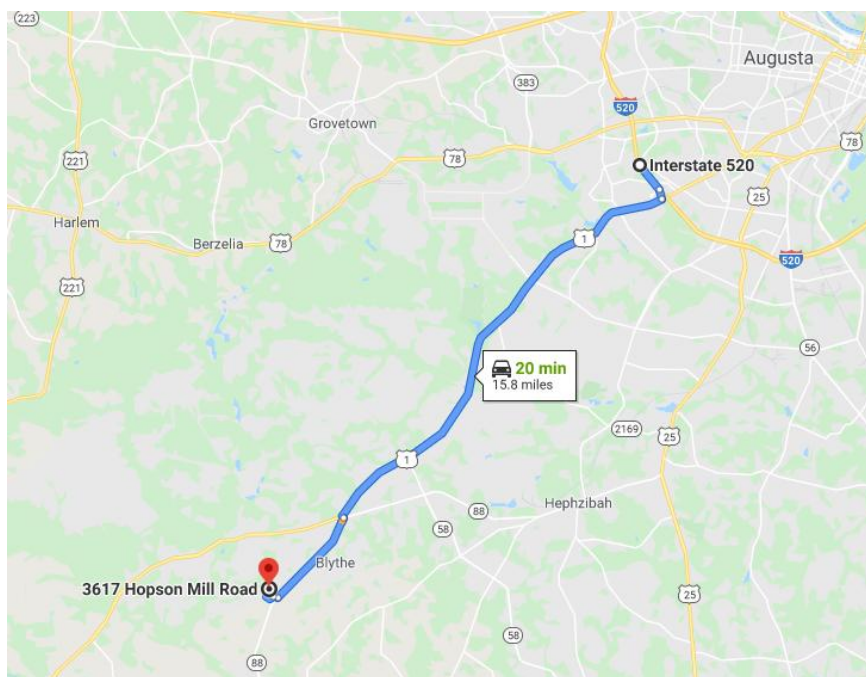 223
Augusta
383
520
Grovetown
78
78
221
Interstate 520
25
Harlem
1
Berzelia
78
520
221
56
20 min
15.8 miles
2169
25
1
Hephzibah
88
58
Blythe
3617 Hopson Mill Road
25
58
88